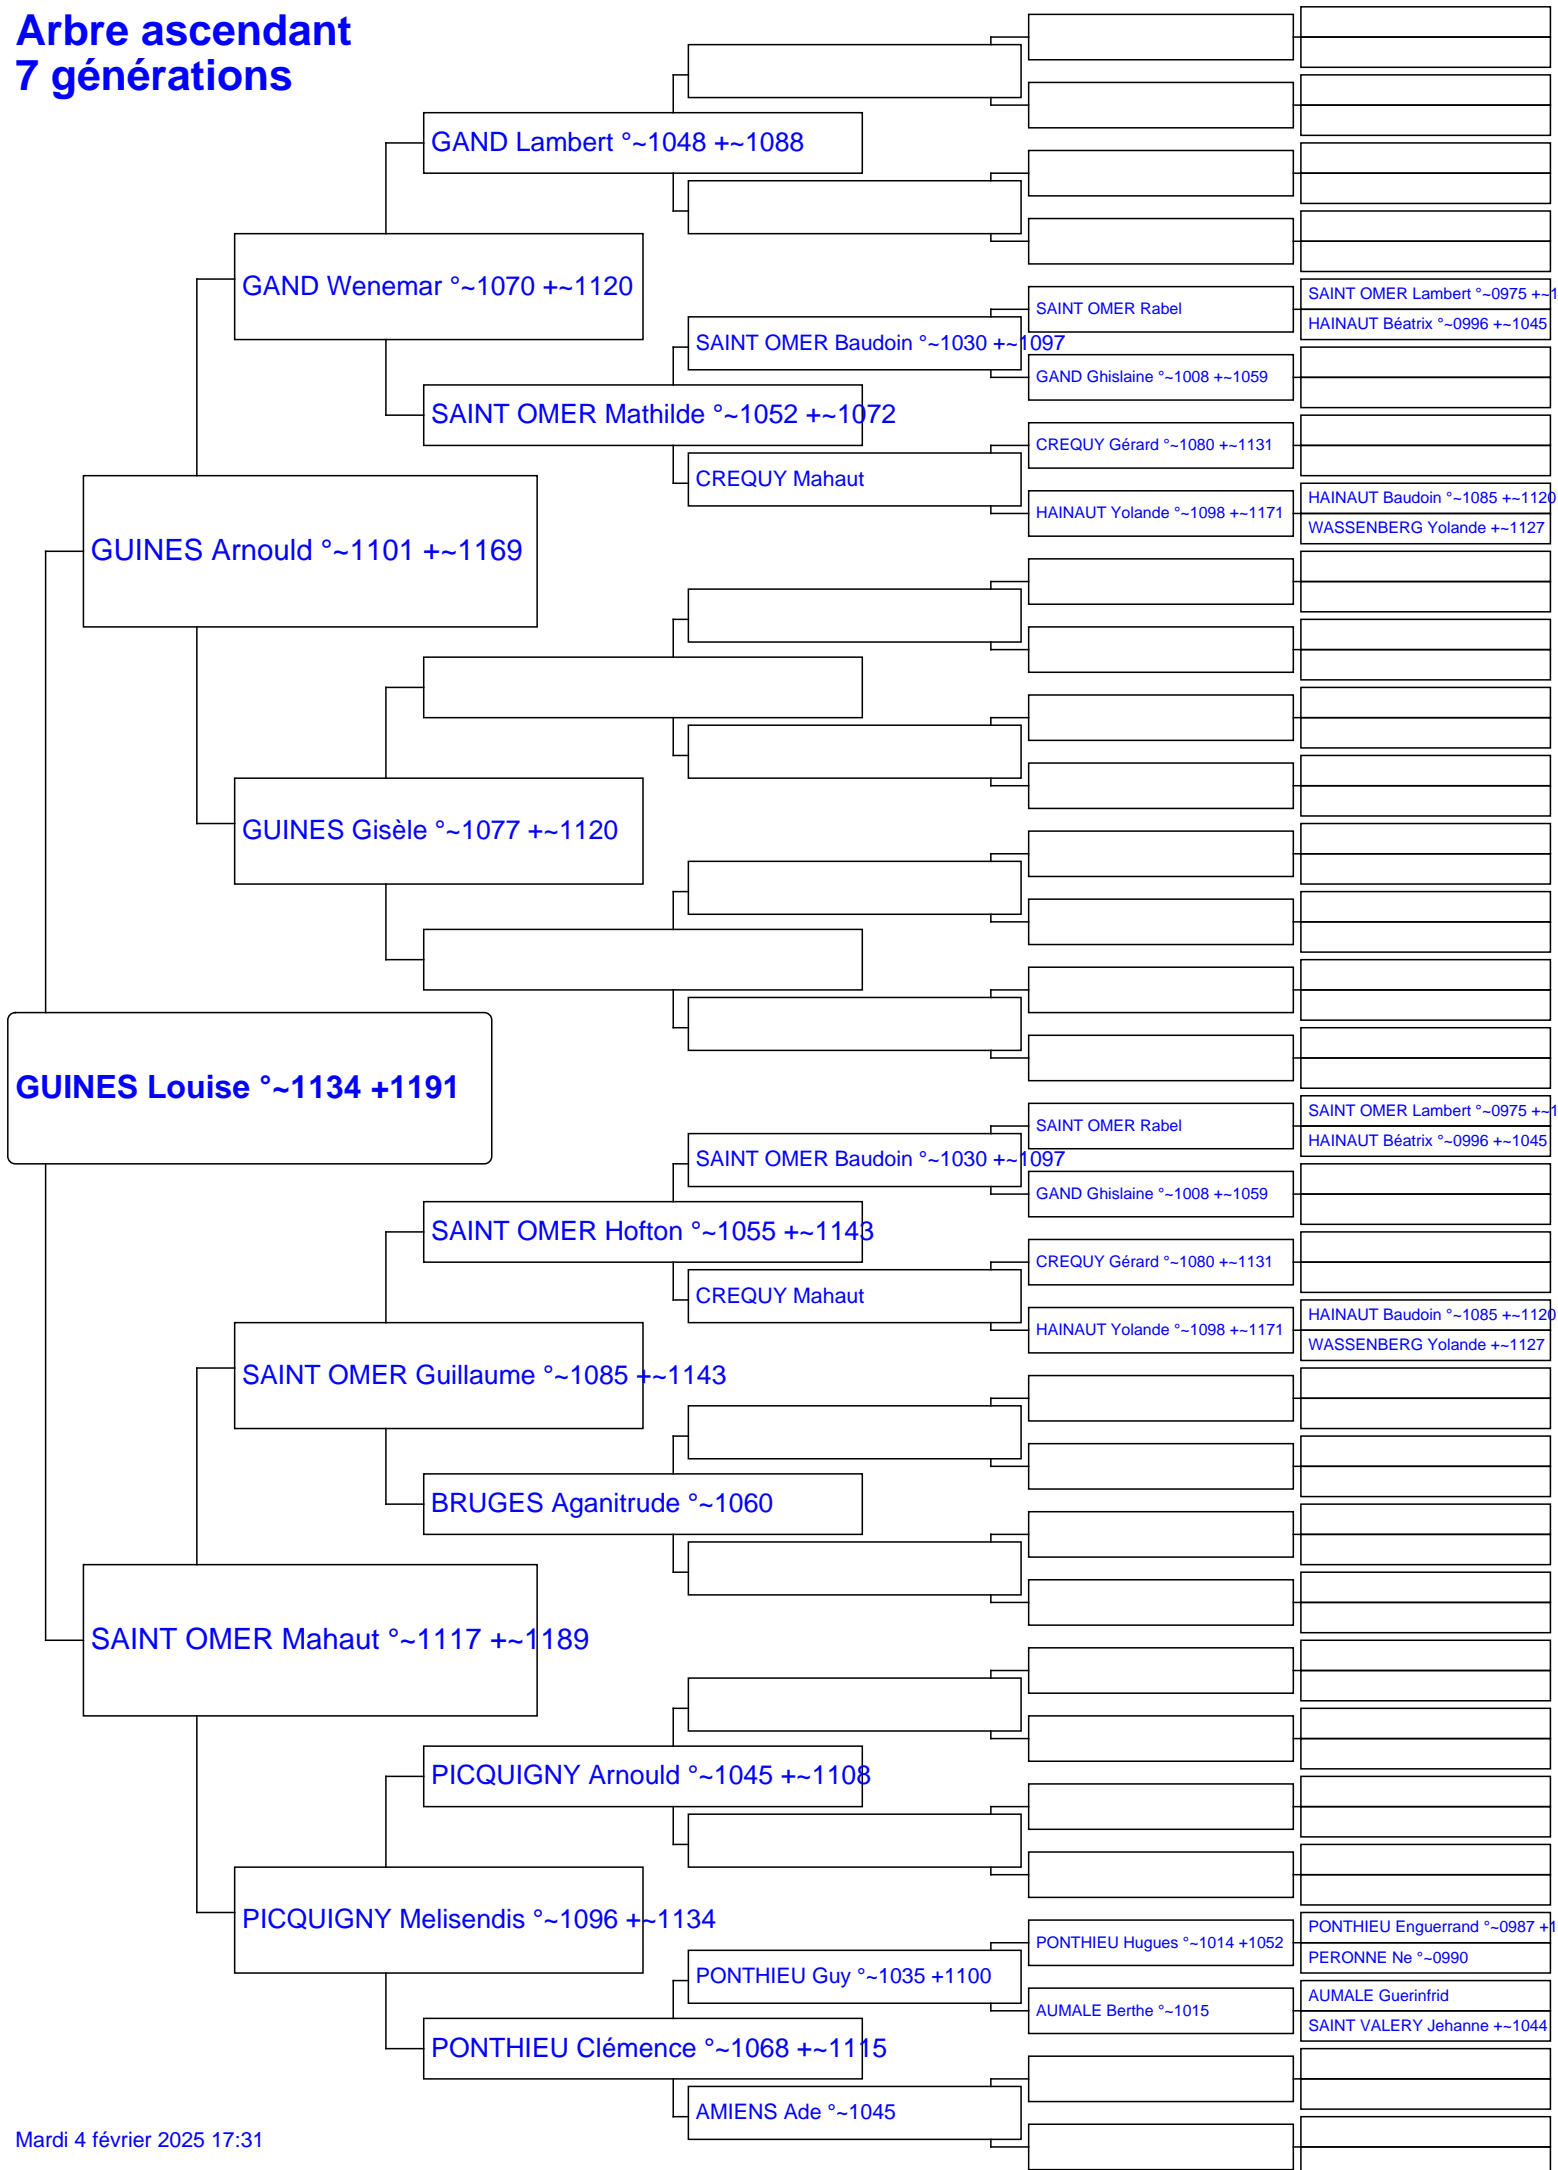 Arbre ascendant
7 générations
GAND Lambert °~1048 +~1088
GAND Wenemar °~1070 +~1120
SAINT OMER Lambert °~0975 +~1
SAINT OMER Rabel
HAINAUT Béatrix °~0996 +~1045
SAINT OMER Baudoin °~1030 +~1097
GAND Ghislaine °~1008 +~1059
SAINT OMER Mathilde °~1052 +~1072
CREQUY Gérard °~1080 +~1131
CREQUY Mahaut
HAINAUT Baudoin °~1085 +~1120
HAINAUT Yolande °~1098 +~1171
WASSENBERG Yolande +~1127
GUINES Arnould °~1101 +~1169
GUINES Gisèle °~1077 +~1120
GUINES Louise °~1134 +1191
SAINT OMER Lambert °~0975 +~1
SAINT OMER Rabel
HAINAUT Béatrix °~0996 +~1045
SAINT OMER Baudoin °~1030 +~1097
GAND Ghislaine °~1008 +~1059
SAINT OMER Hofton °~1055 +~1143
CREQUY Gérard °~1080 +~1131
CREQUY Mahaut
HAINAUT Baudoin °~1085 +~1120
HAINAUT Yolande °~1098 +~1171
WASSENBERG Yolande +~1127
SAINT OMER Guillaume °~1085 +~1143
BRUGES Aganitrude °~1060
SAINT OMER Mahaut °~1117 +~1189
PICQUIGNY Arnould °~1045 +~1108
PICQUIGNY Melisendis °~1096 +~1134
PONTHIEU Enguerrand °~0987 +1
PONTHIEU Hugues °~1014 +1052
PERONNE Ne °~0990
PONTHIEU Guy °~1035 +1100
AUMALE Guerinfrid
AUMALE Berthe °~1015
SAINT VALERY Jehanne +~1044
PONTHIEU Clémence °~1068 +~1115
AMIENS Ade °~1045
Mardi 4 février 2025 17:31